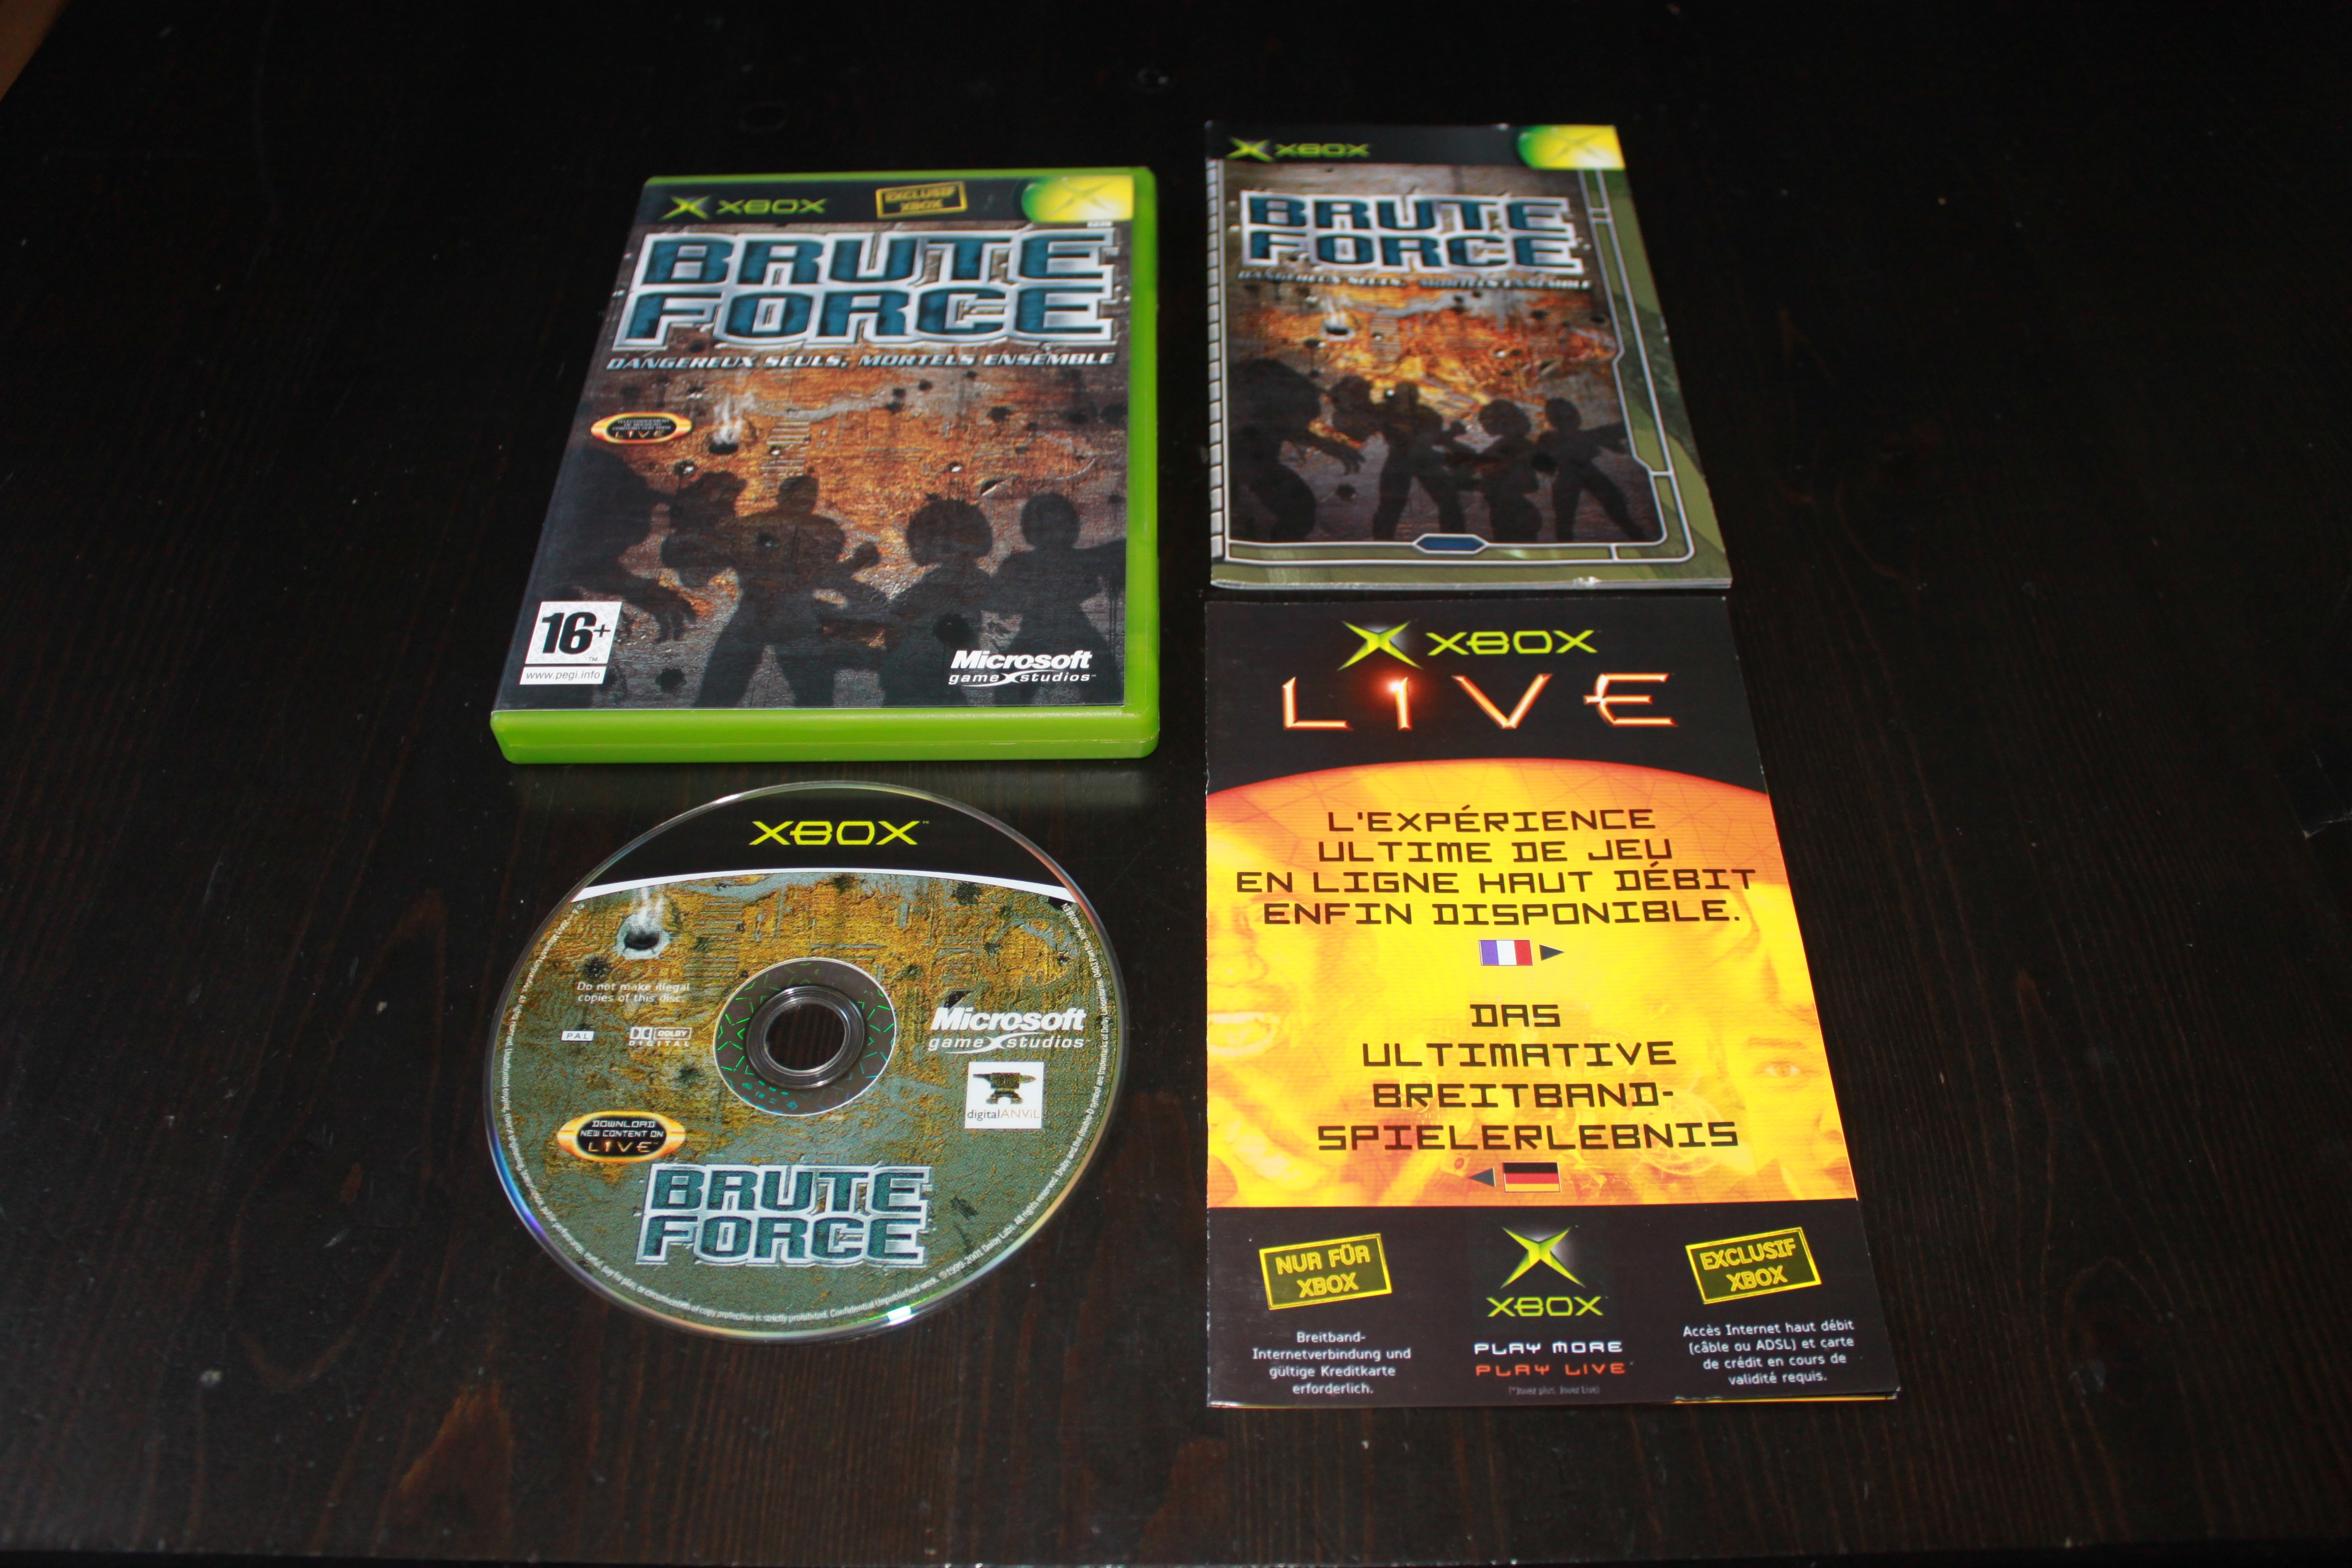 XBOX
EXCLUSIF
XBOX
BRUTE
FORCE
DANGEREUX SEULS, MORTELS ENSEMBLE
LIVE
16+
www.pegi.info
Microsoft
game studios
XBOX
BRUTE
FORCE
DANGEREUX SEULS, MORTELS ENSEMBLE
XBOX
Do not make illegal
copies of this disc.
PAL
DOLBY
DIGITAL
Microsoft
game studios
digitalANVIL
DOWNLOAD
NEW CONTENT ON
LIVE
BRUTE
FORCE
XBOX
LIVE
L'EXPÉRIENCE
ULTIME DE JEU
EN LIGNE HAUT DÉBIT
ENFIN DISPONIBLE.
DAS
ULTIMATIVE
BREITBAND-
SPIELERLEBNIS
NUR FÜR
XBOX
XBOX
EXCLUSIF
XBOX
Breitband-
Internetverbindung und
gültige Kreditkarte
erforderlich.
PLAY MORE
PLAY LIVE
Accès Internet haut débit
(câble ou ADSL) et carte
de crédit en cours de
validité requis.